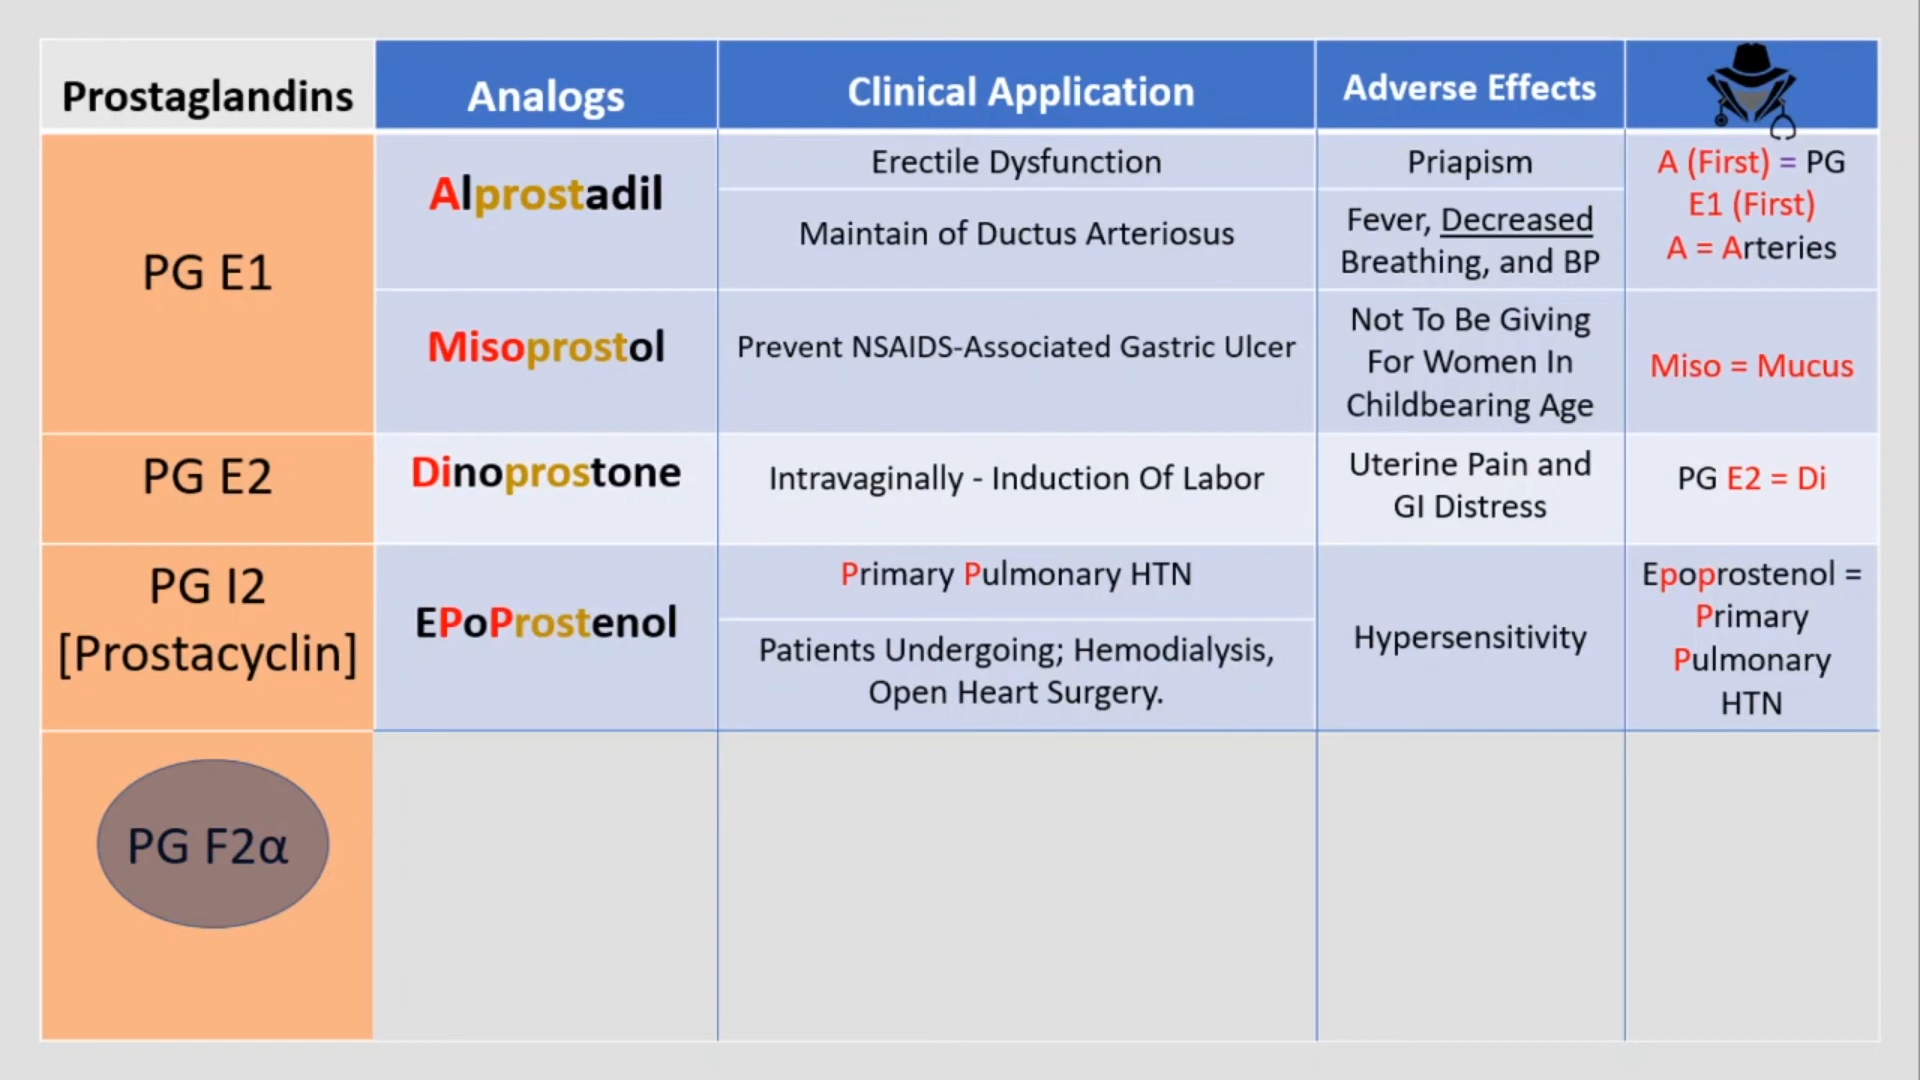 Prostaglandins
Analogs
Clinical Application
Adverse Effects
PG E1
Alprostadil
Erectile Dysfunction
Priapism
Maintain of Ductus Arteriosus
Fever, Decreased
Breathing, and BP
A (First) = PG
E1 (First)
A = Arteries
Misoprostol
Prevent NSAIDS-Associated Gastric Ulcer
Not To Be Giving
For Women In
Childbearing Age
Miso = Mucus
PG E2
Dinoprostone
Intravaginally - Induction Of Labor
Uterine Pain and
GI Distress
PG E2 = Di
PG I2
[Prostacyclin]
EPoProstenol
Primary Pulmonary HTN
Patients Undergoing; Hemodialysis,
Open Heart Surgery.
Hypersensitivity
Epoprostenol =
Primary
Pulmonary
HTN
PG F2α